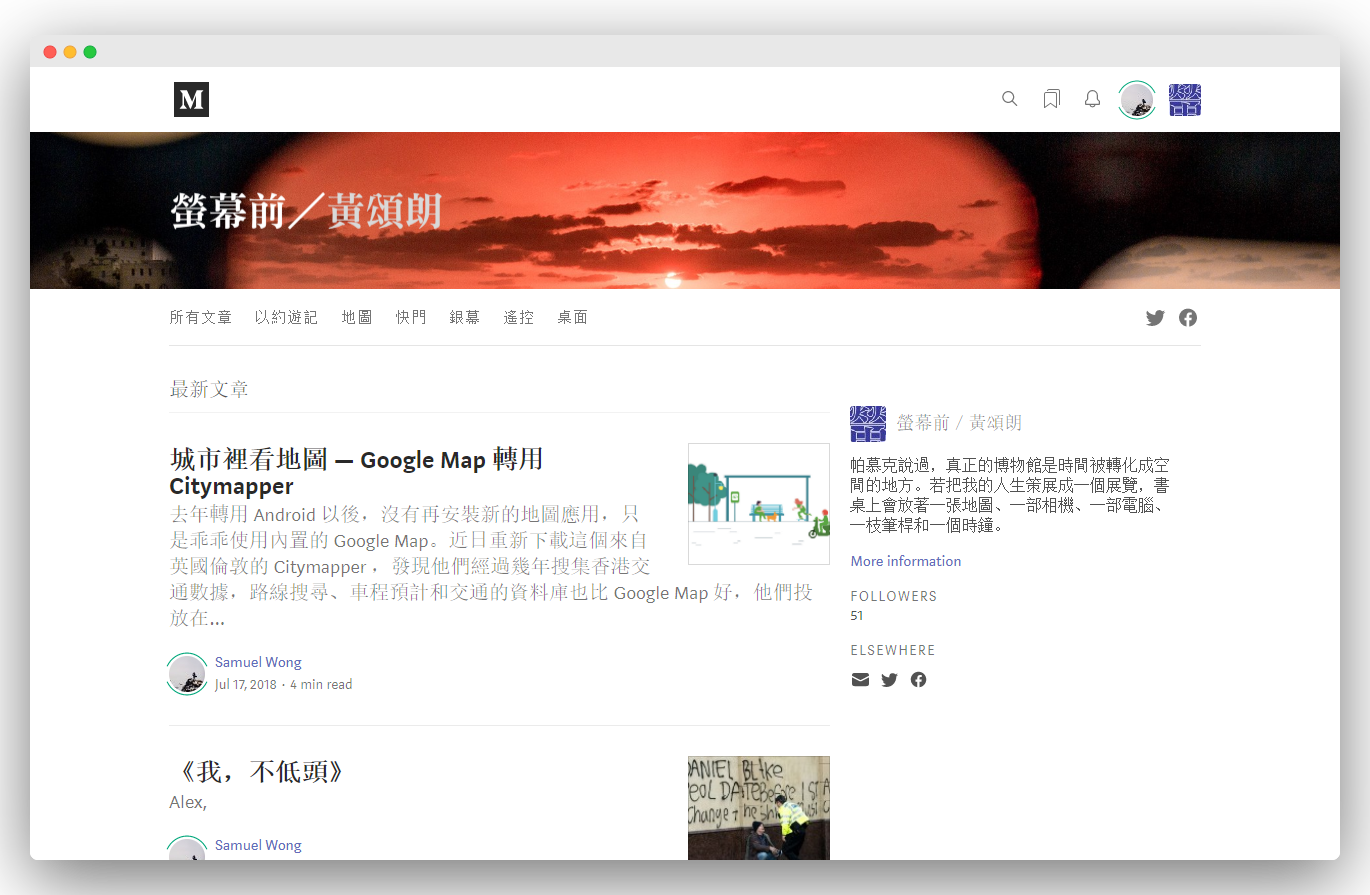 M
螢幕前／黃頌朗
所有文章 以約遊記 地圖 快門 銀幕 遙控 桌面
最新文章
城市裡看地圖 — Google Map 轉用
Citymapper
去年轉用 Android 以後，沒有再安裝新的地圖應用，只
是乖乖使用內置的 Google Map。近日重新下載這個來自
英國倫敦的 Citymapper ，發現他們經過幾年搜集香港交
通數據，路線搜尋、車程預計和交通的資料庫也比 Google Map 好，他們投
放在…
Samuel Wong
Jul 17, 2018 · 4 min read
《我，不低頭》
Alex,
Samuel Wong
DANIEL BLAKE
DATE BEFORE I
change
螢幕前 / 黃頌朗
帕慕克說過，真正的博物館是時間被轉化成空
間的地方。若把我的人生策展成一個展覽，書
桌上會放著一張地圖、一部相機、一部電腦、
一枝筆桿和一個時鐘。
More information
FOLLOWERS
51
ELSEWHERE